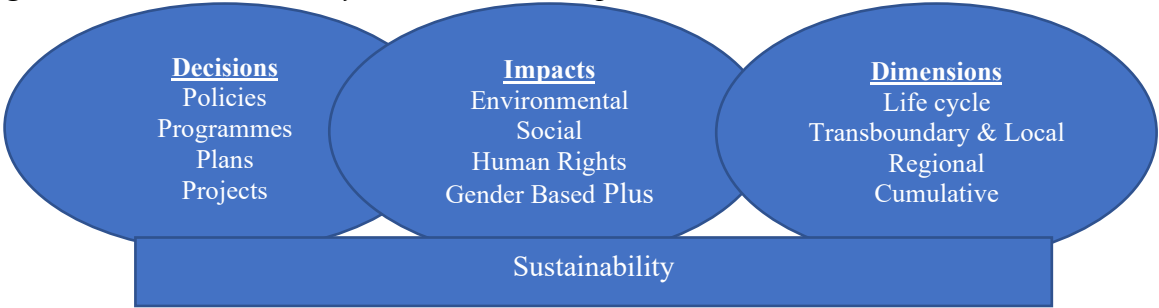 Decisions
Policies
Programmes
Plans
Projects
Impacts
Environmental
Social
Human Rights
Gender Based Plus
Dimensions
Life cycle
Transboundary & Local
Regional
Cumulative
Sustainability